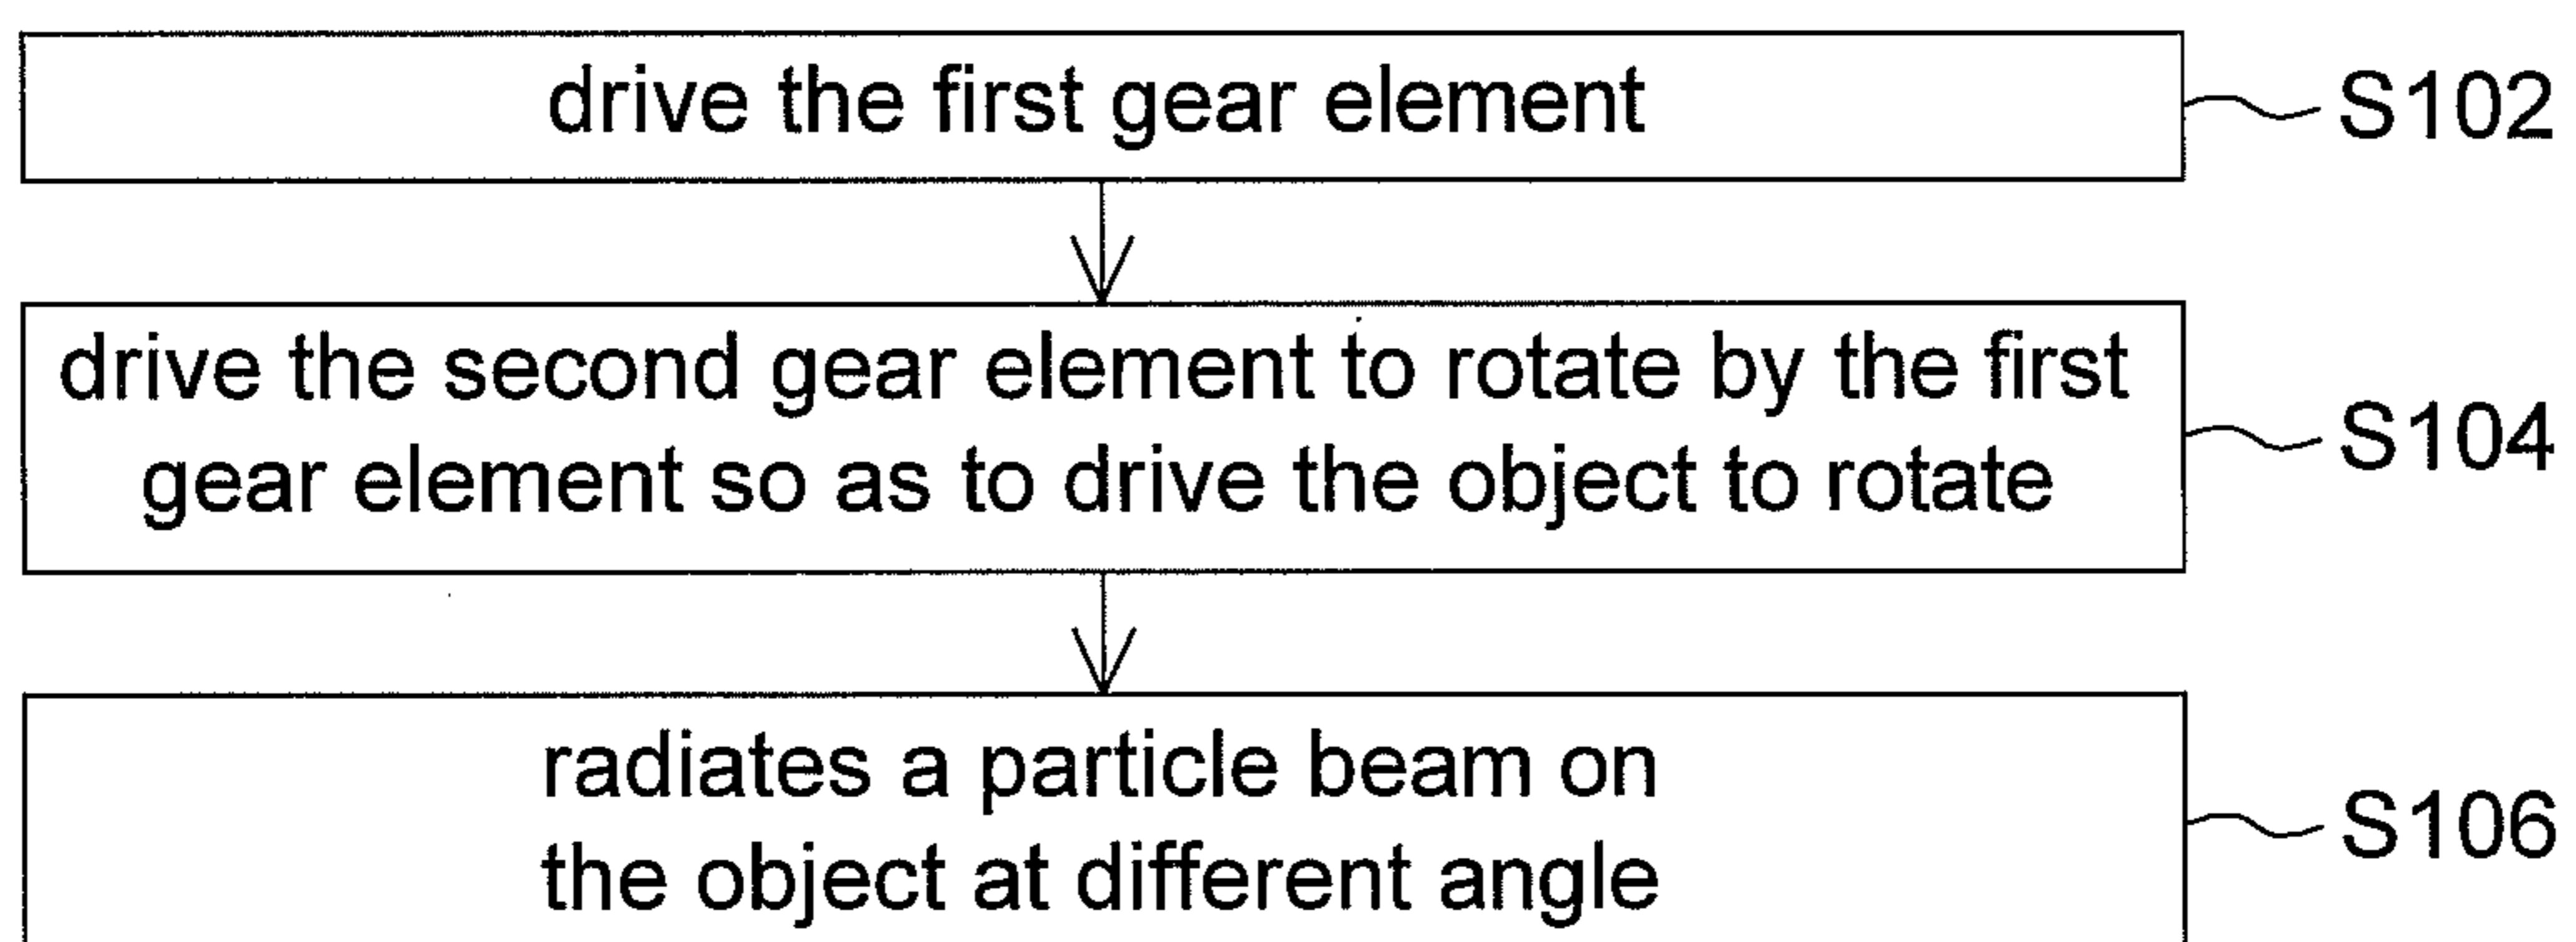 drive the first gear element
S102
drive the second gear element to rotate by the first
gear element so as to drive the object to rotate
S104
radiates a particle beam on
the object at different angle
S106